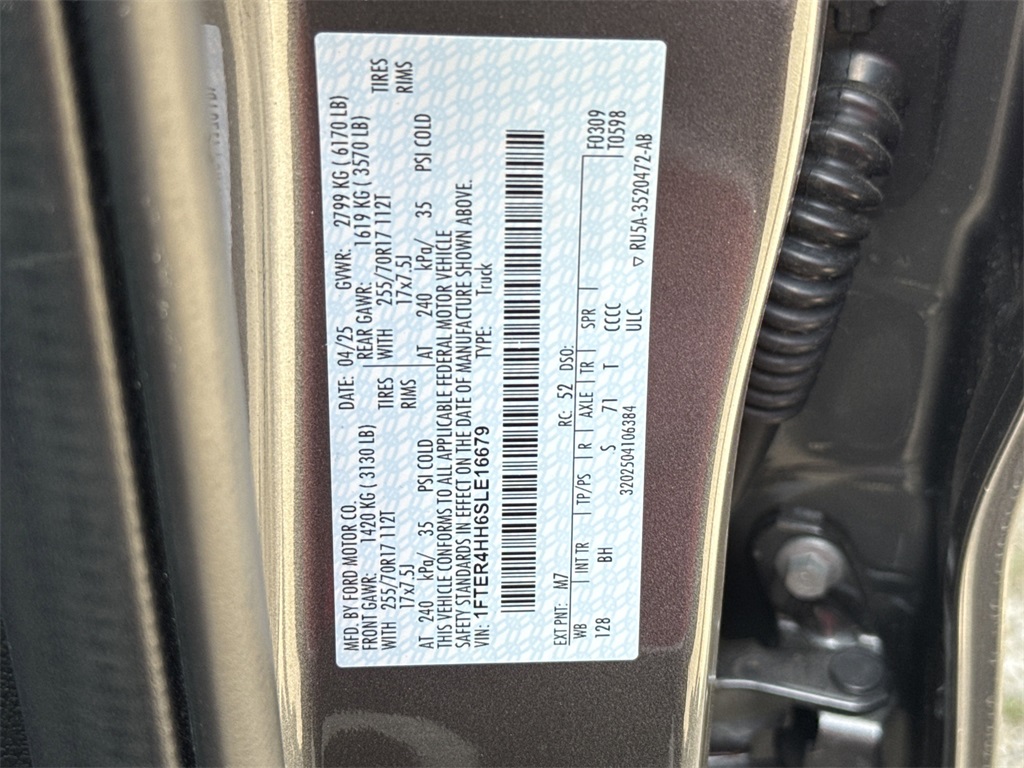 MFD. BY FORD MOTOR CO. DATE: 04/25 GVWR: 2799 KG ( 6170 LB)
FRONT GAWR: 1420 KG ( 3130 LB) REAR GAWR: 1619 KG ( 3570 LB)
WITH 255/70R17 112T TIRES WITH 255/70R17 112T TIRES
17x7.5J RIMS 17x7.5J RIMS
AT 240 kPa/ 35 PSI COLD AT 240 kPa/ 35 PSI COLD
THIS VEHICLE CONFORMS TO ALL APPLICABLE FEDERAL MOTOR VEHICLE
SAFETY STANDARDS IN EFFECT ON THE DATE OF MANUFACTURE SHOWN ABOVE.
VIN: 1FTER4HH6SLE16679 TYPE: Truck
EXT PNT: M7 RC: 52 DSO: F0309
WB INT TR TP/PS R AXLE TR SPR T0598
128 BH S 71 T CCCC
ULC
3202504106384 ▽ RU5A-3520472-AB